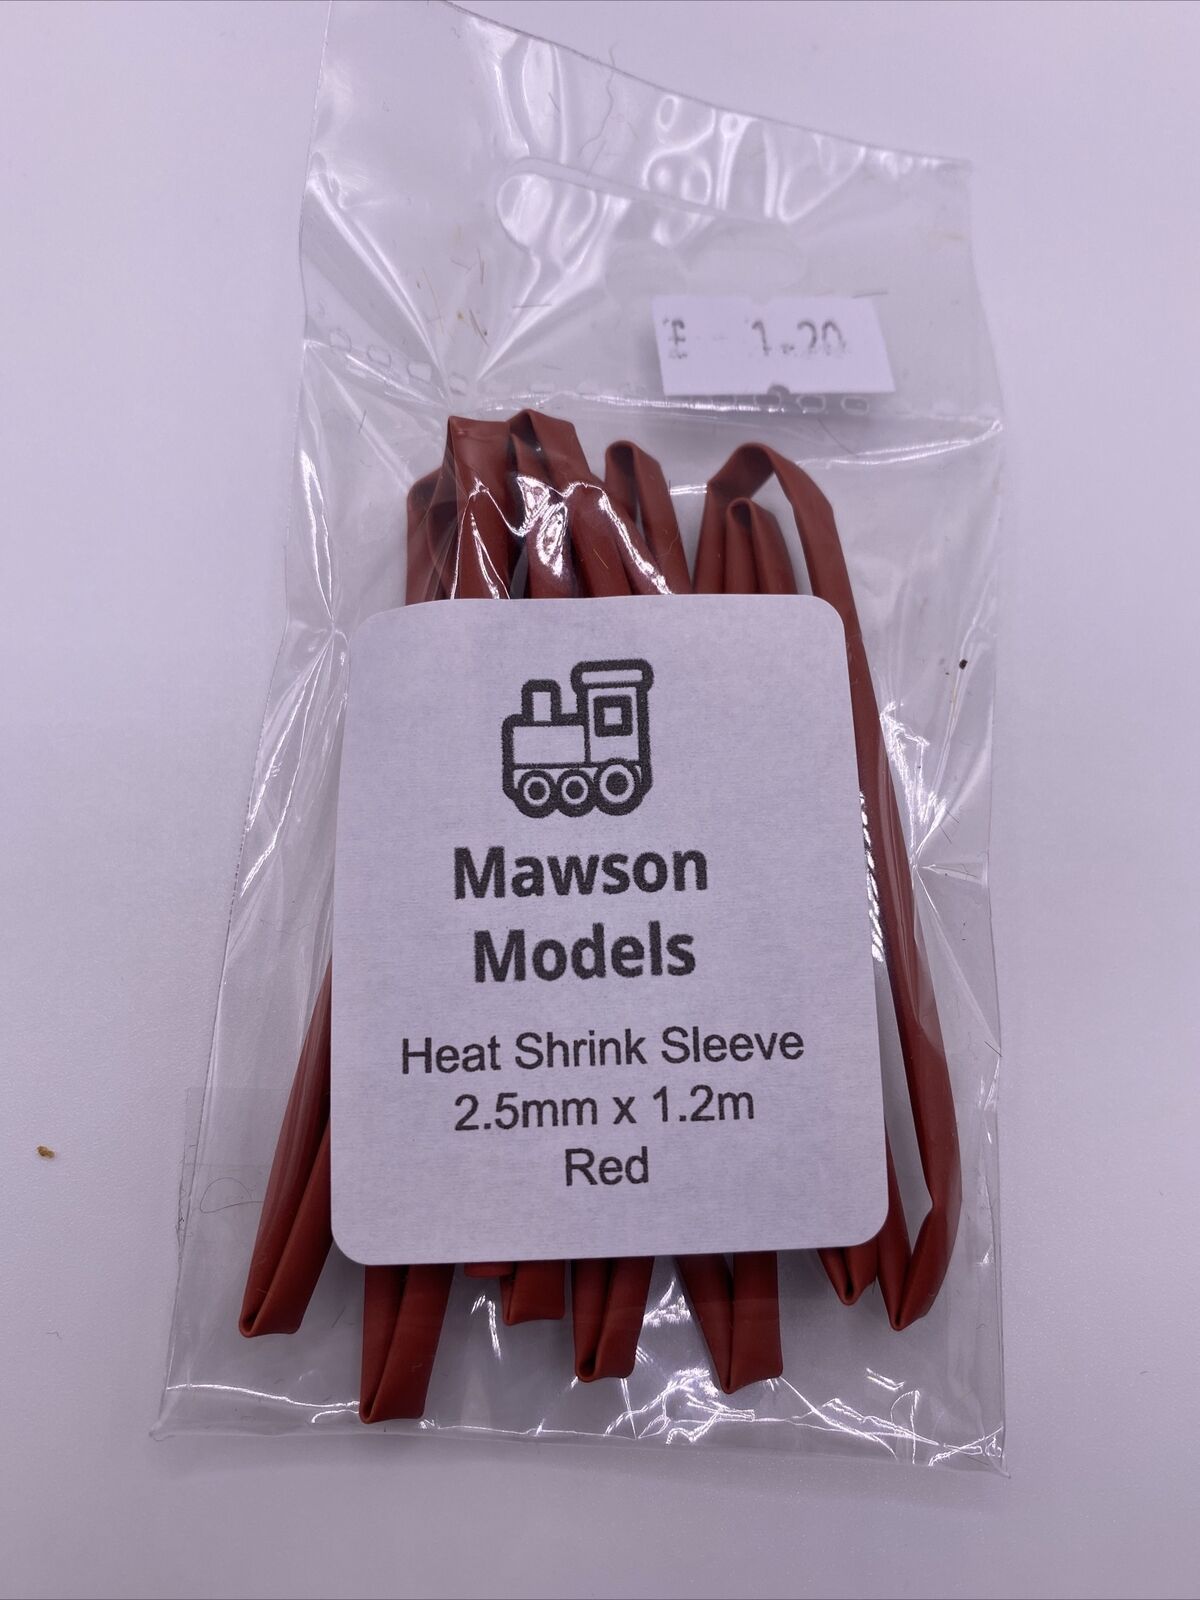 £ 1.20
Mawson
Models
Heat Shrink Sleeve
2.5mm x 1.2m
Red